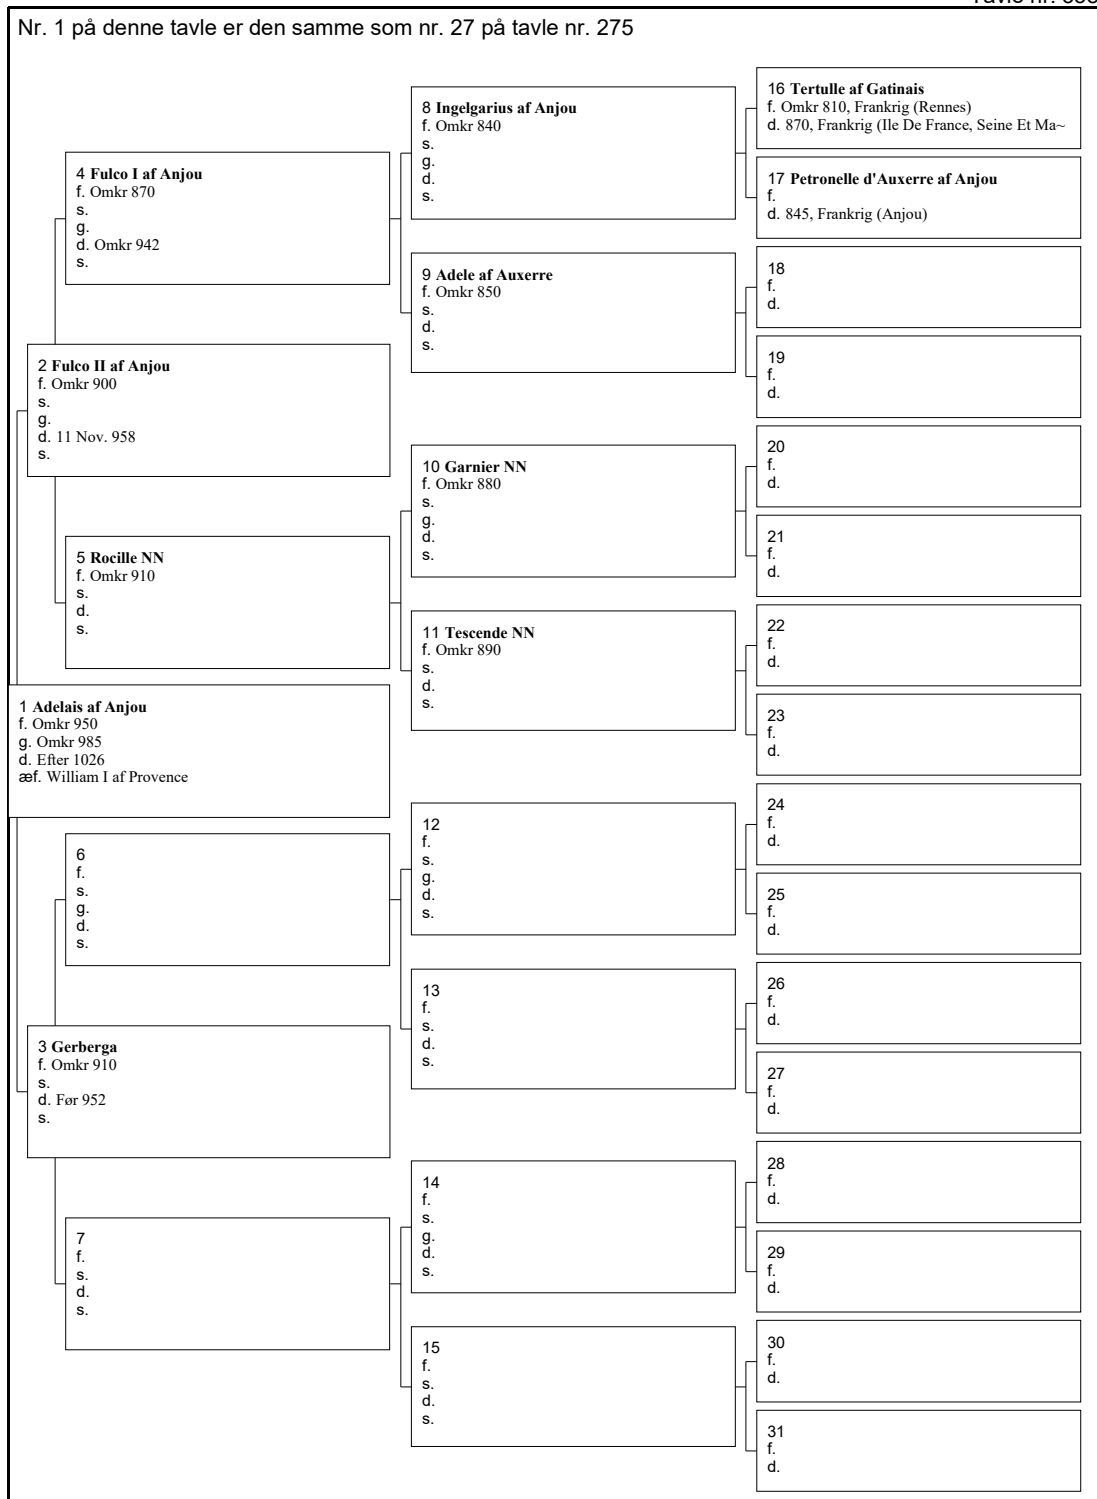 Nr. 1 på denne tavle er den samme som nr. 27 på tavle nr. 275
16 Tertulle af Gatinais
f. Omkr 810, Frankrig (Rennes)
d. 870, Frankrig (Ile De France, Seine Et Ma~
8 Ingelgarius af Anjou
f. Omkr 840
s.
g.
d.
s.
17 Petronelle d'Auxerre af Anjou
f.
d. 845, Frankrig (Anjou)
4 Fulco I af Anjou
f. Omkr 870
s.
g.
d. Omkr 942
s.
18
f.
d.
9 Adele af Auxerre
f. Omkr 850
s.
d.
s.
19
f.
d.
2 Fulco II af Anjou
f. Omkr 900
s.
g.
d. 11 Nov. 958
s.
20
f.
d.
10 Garnier NN
f. Omkr 880
s.
g.
d.
s.
21
f.
d.
5 Rocille NN
f. Omkr 910
s.
d.
s.
22
f.
d.
11 Tescende NN
f. Omkr 890
s.
d.
s.
23
f.
d.
1 Adelais af Anjou
f. Omkr 950
g. Omkr 985
d. Efter 1026
æf. William I af Provence
24
f.
d.
12
f.
s.
g.
d.
s.
25
f.
d.
6
f.
s.
g.
d.
s.
26
f.
d.
13
f.
s.
d.
s.
27
f.
d.
3 Gerberga
f. Omkr 910
s.
d. Før 952
s.
28
f.
d.
14
f.
s.
g.
d.
s.
29
f.
d.
7
f.
s.
d.
s.
30
f.
d.
15
f.
s.
d.
s.
31
f.
d.